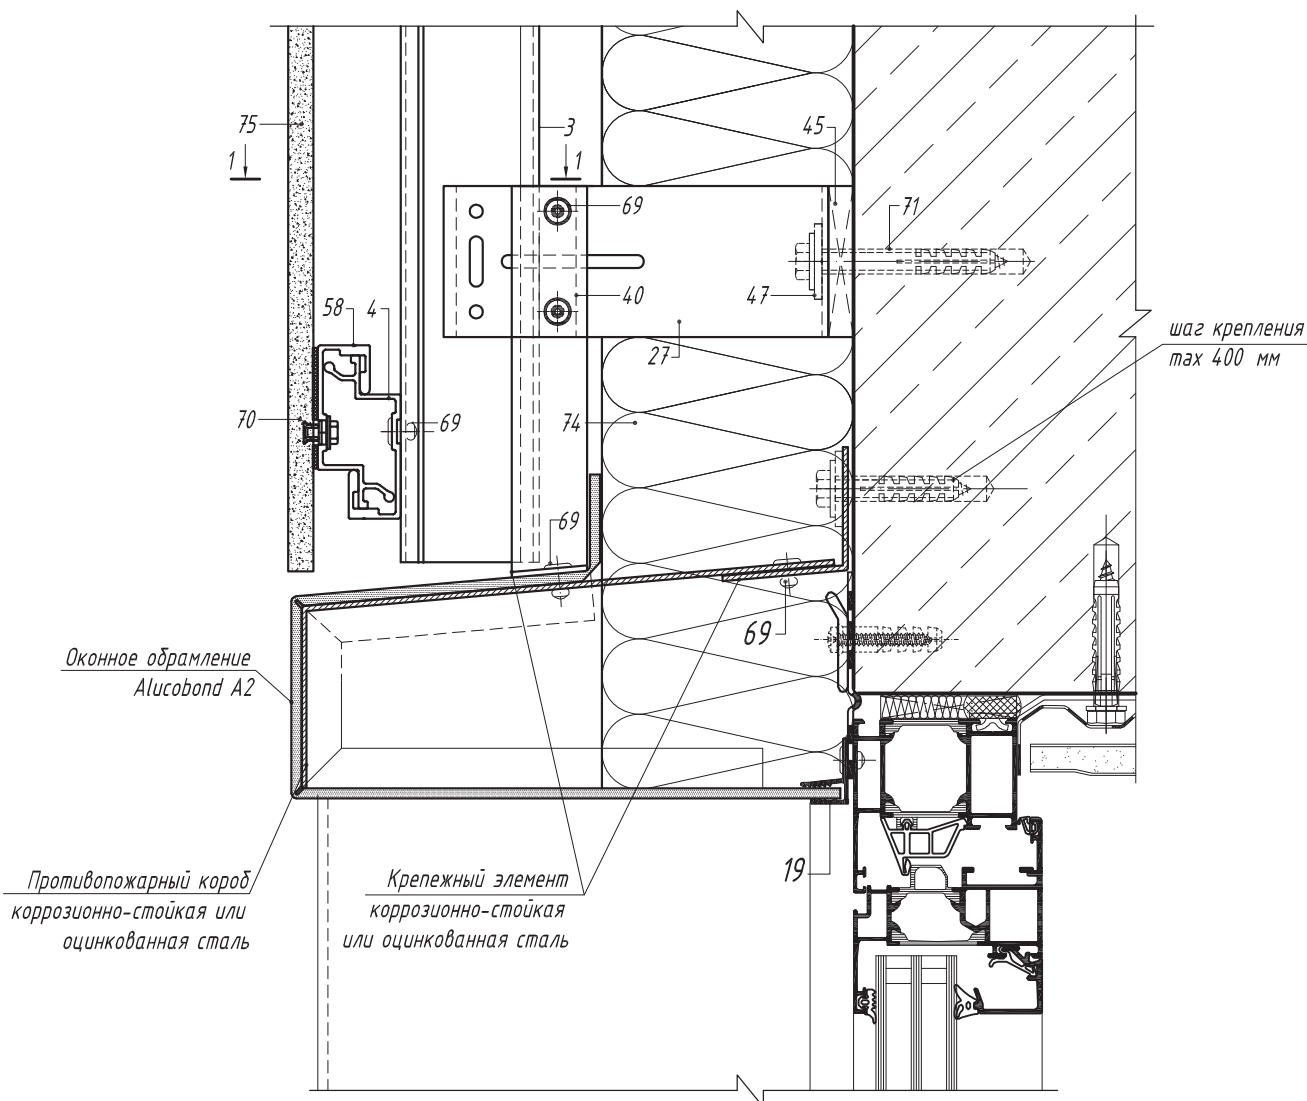 75
1
3
1
45
69
71
40
47
58
4
27
шаг крепления
max 400 мм
70
69
74
69
69
Оконное обрамление
Alucobond A2
19
Противопожарный короб
коррозионно-стойкая или
оцинкованная сталь
Крепежный элемент
коррозионно-стойкая
или оцинкованная сталь